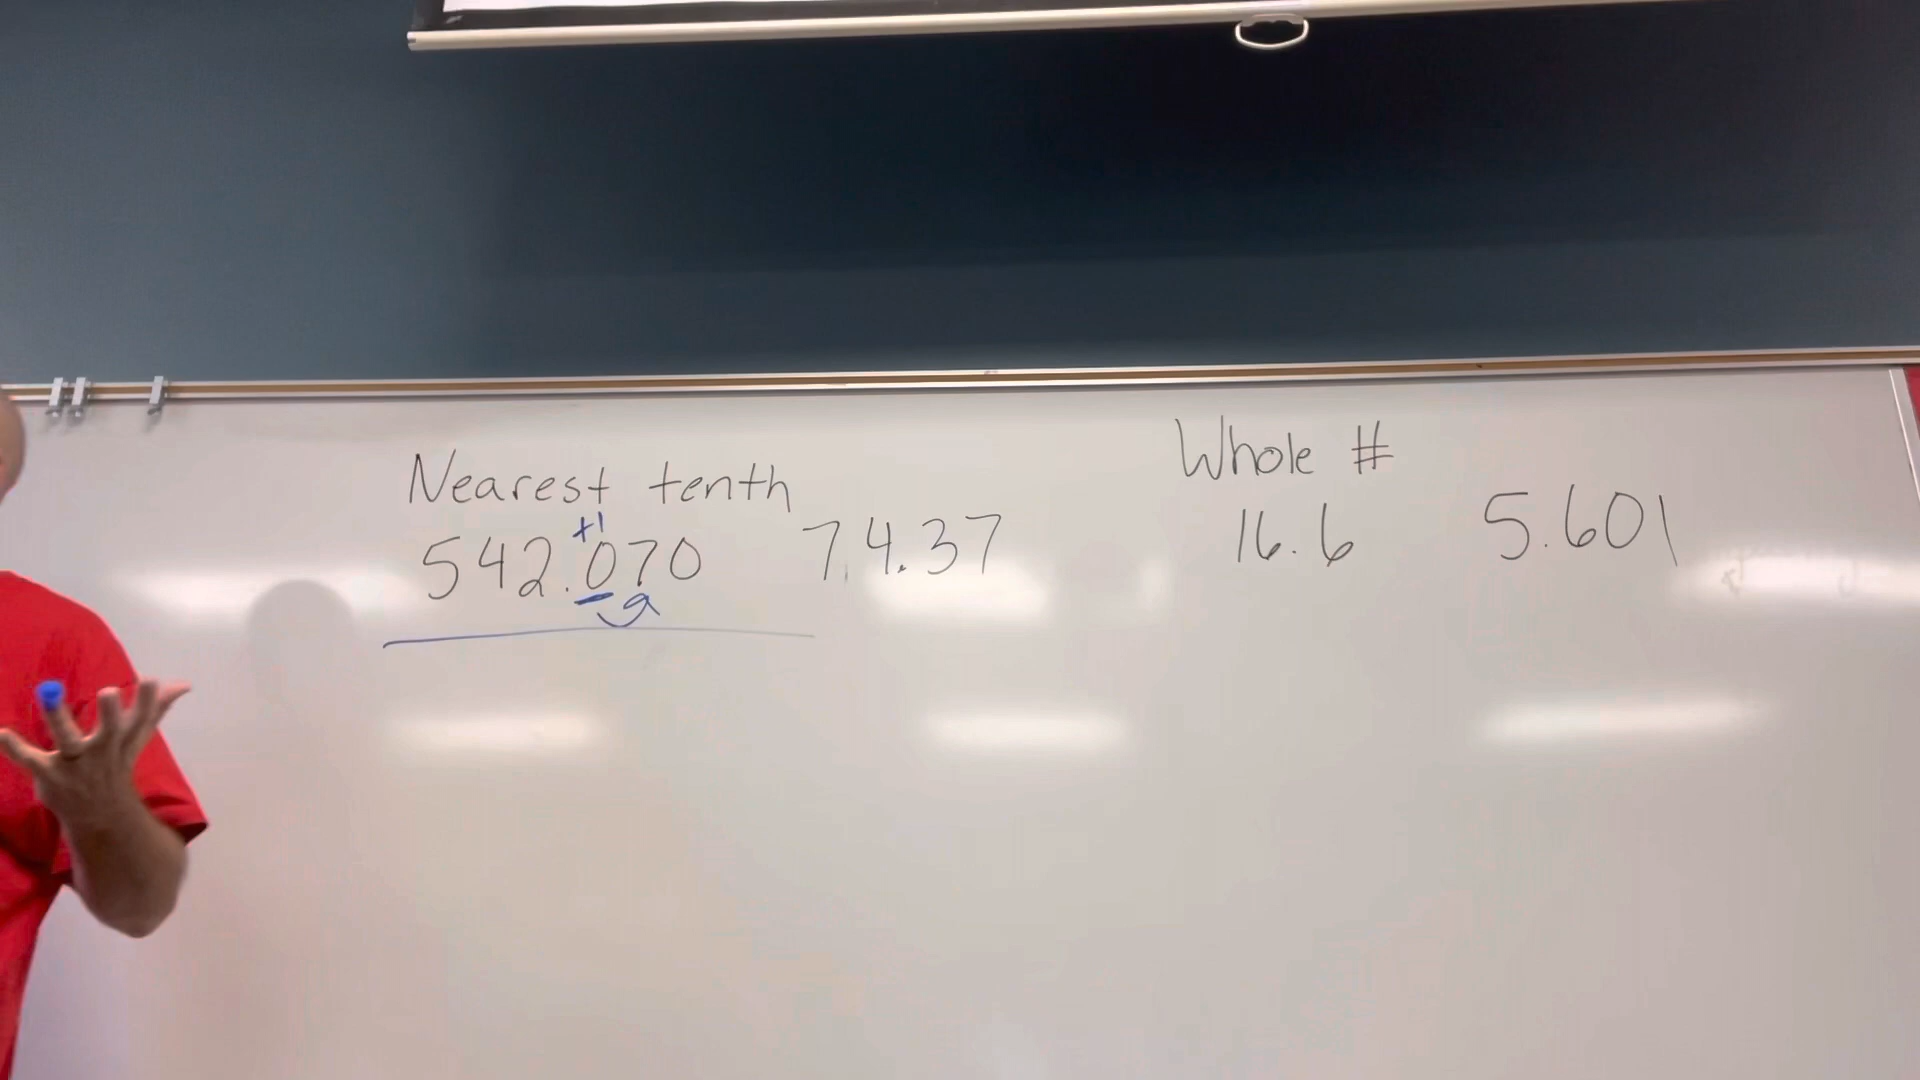 Nearest tenth
+1
542.070 74.37
Whole #
16.6 5.601